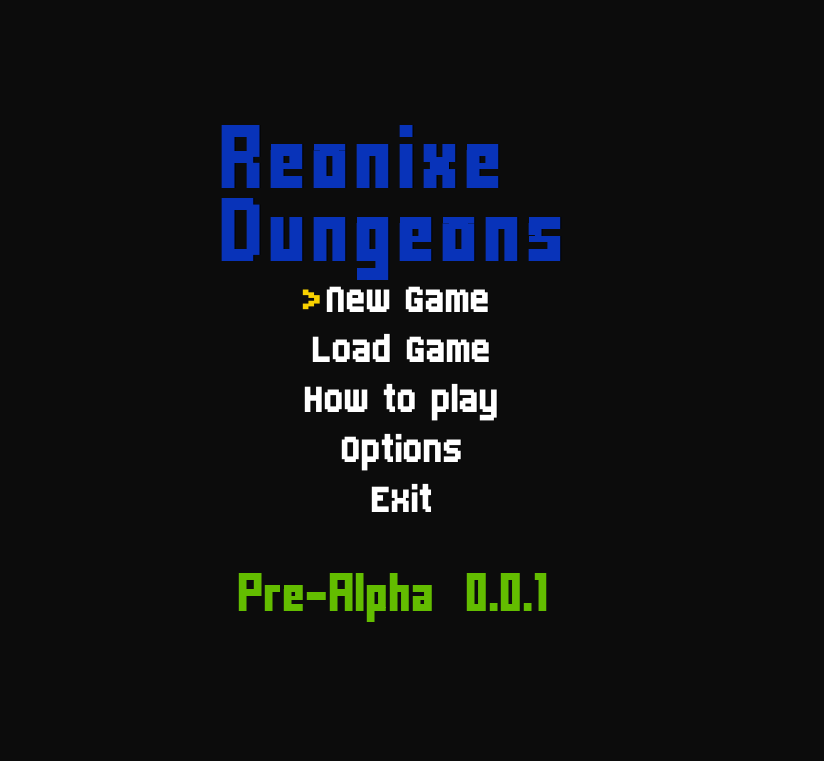 Reonixe
Dungeons
>New Game
Load Game
How to play
Options
Exit
Pre-Alpha 0.0.1